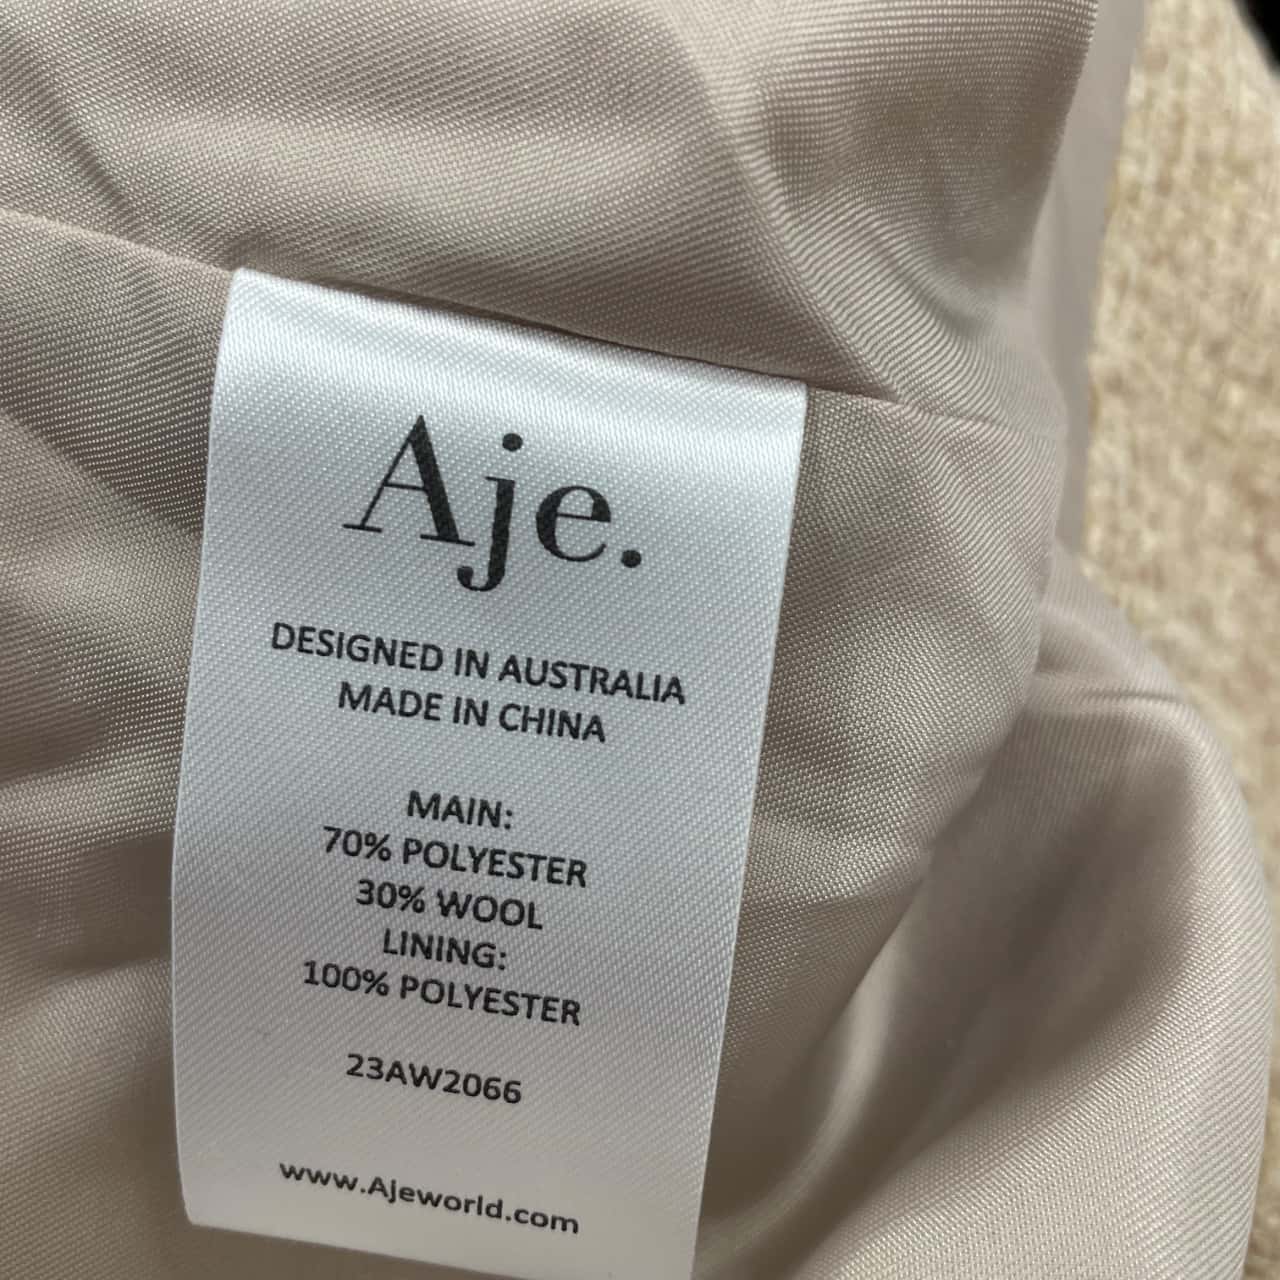 Aje.
DESIGNED IN AUSTRALIA
MADE IN CHINA
MAIN:
70% POLYESTER
30% WOOL
LINING:
100% POLYESTER
23AW2066
www.Ajeworld.com